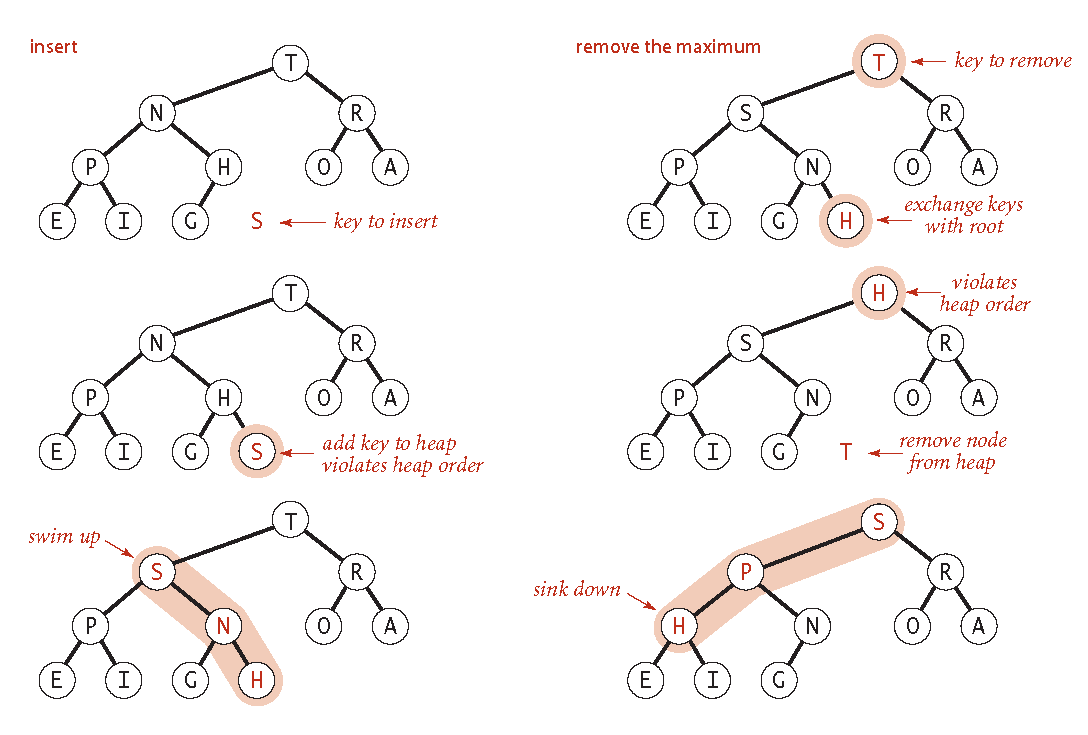 insert
T
N R
P H O A
E I G S key to insert
T
N R
P H O A
E I G S add key to heap
violates heap order
swim up
T
S R
P N O A
E I G H
remove the maximum
T key to remove
S R
P N O A
E I G H exchange keys
with root
H violates
heap order
S R
P N O A
E I G T remove node
from heap
S
P R
sink down
H N O A
E I G